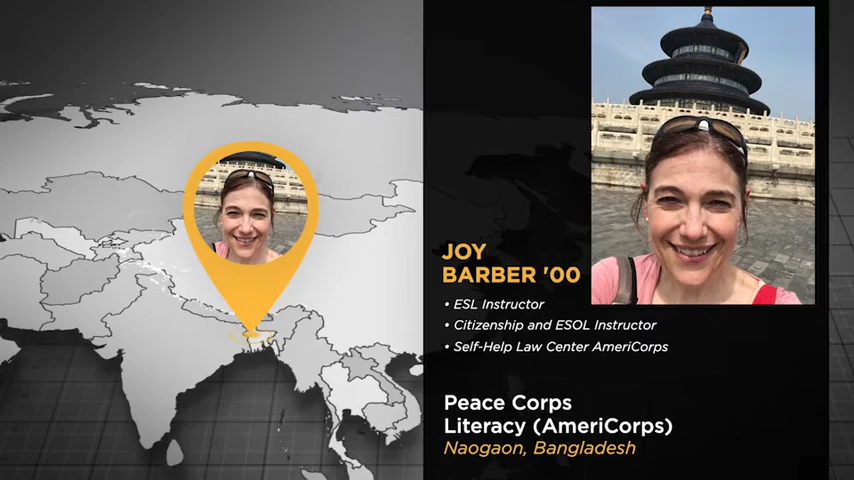 JOY
BARBER '00
• ESL Instructor
• Citizenship and ESOL Instructor
• Self-Help Law Center AmeriCorps
Peace Corps
Literacy (AmeriCorps)
Naogaon, Bangladesh